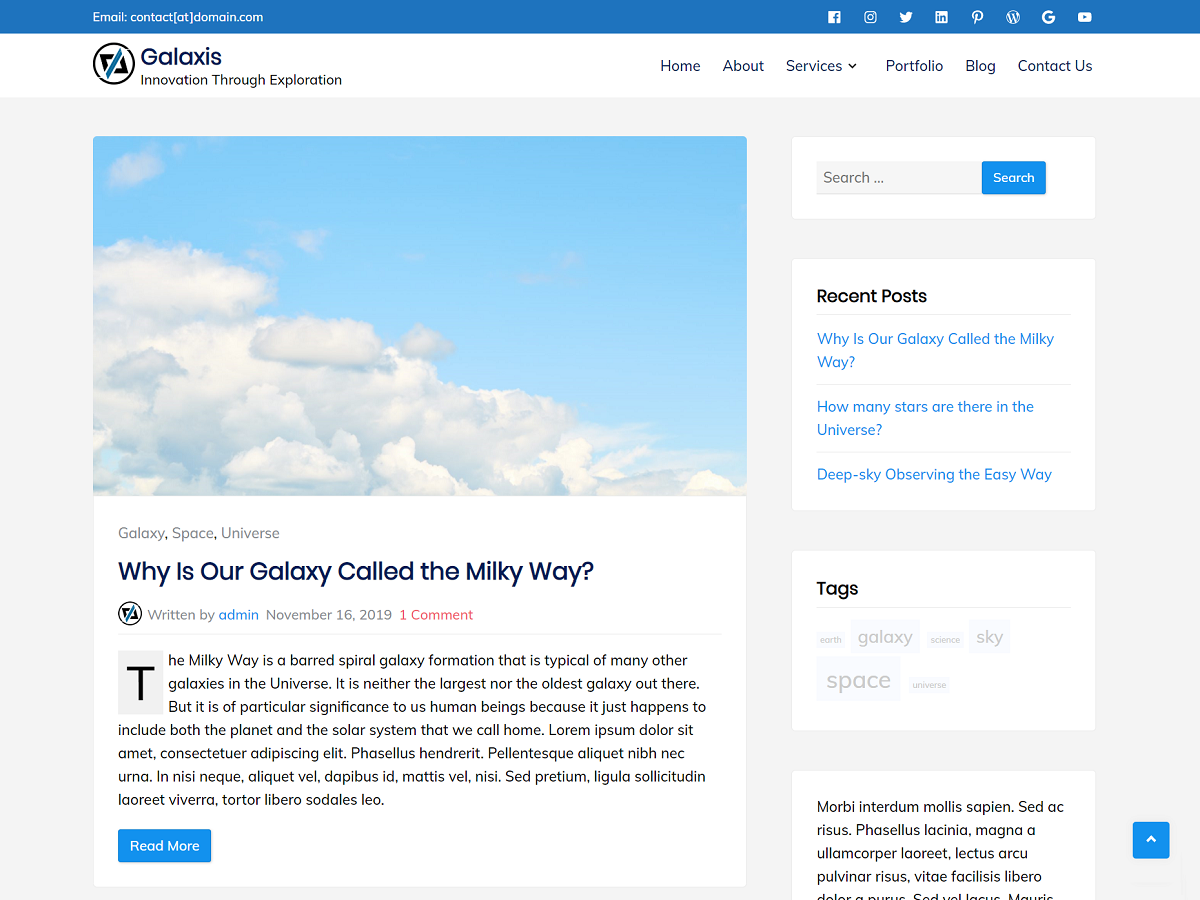 Email: contact[at]domain.com
Galaxis
Innovation Through Exploration
Home About Services Portfolio Blog Contact Us
Galaxy, Space, Universe
Why Is Our Galaxy Called the Milky Way?
Written by admin November 16, 2019 1 Comment
The Milky Way is a barred spiral galaxy formation that is typical of many other
galaxies in the Universe. It is neither the largest nor the oldest galaxy out there.
But it is of particular significance to us human beings because it just happens to
include both the planet and the solar system that we call home. Lorem ipsum dolor sit
amet, consectetuer adipiscing elit. Phasellus hendrerit. Pellentesque aliquet nibh nec
urna. In nisi neque, aliquet vel, dapibus id, mattis vel, nisi. Sed pretium, ligula sollicitudin
laoreet viverra, tortor libero sodales leo.
Read More
Search ... Search
Recent Posts
Why Is Our Galaxy Called the Milky
Way?
How many stars are there in the
Universe?
Deep-sky Observing the Easy Way
Tags
earth galaxy science sky
space universe
Morbi interdum mollis sapien. Sed ac
risus. Phasellus lacinia, magna a
ullamcorper laoreet, lectus arcu
pulvinar risus, vitae facilisis libero
dolor a purus. Sed vel lacus. Mauris